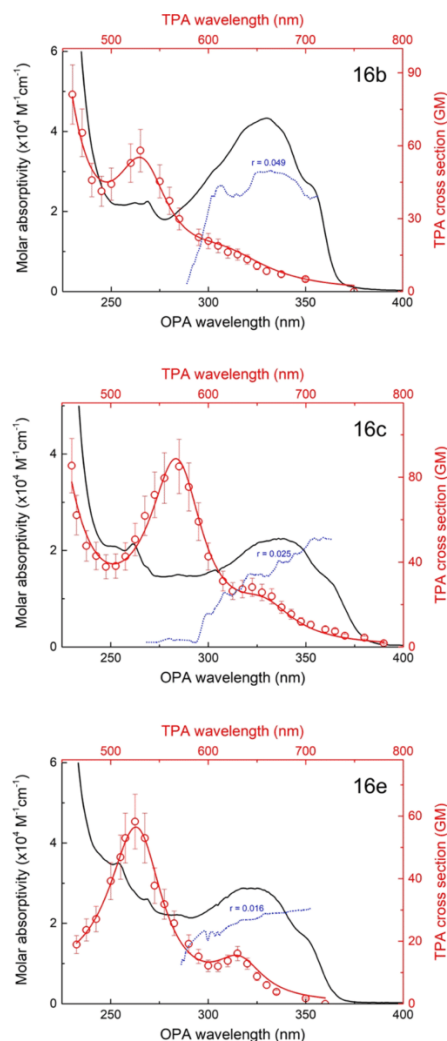 TPA wavelength (nm)
500 600 700 800
Molar absorptivity (x10⁴ M⁻¹cm⁻¹)
6
4
2
0
16b
r = 0.049
90
60
30
0
TPA cross section (GM)
250 300 350 400
OPA wavelength (nm)
TPA wavelength (nm)
500 600 700 800
Molar absorptivity (x10⁴ M⁻¹cm⁻¹)
4
2
0
16c
r = 0.025
80
40
0
TPA cross section (GM)
250 300 350 400
OPA wavelength (nm)
TPA wavelength (nm)
500 600 700 800
Molar absorptivity (x10⁴ M⁻¹cm⁻¹)
6
4
2
0
16e
r = 0.016
80
60
40
20
0
TPA cross section (GM)
250 300 350 400
OPA wavelength (nm)